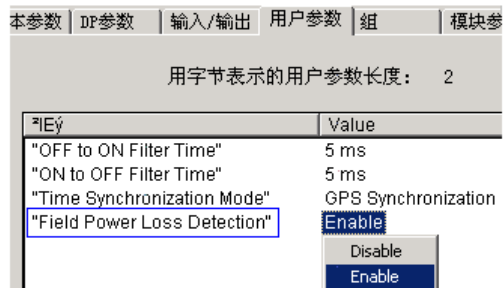 本参数 DP参数 输入/输出 用户参数 组 模块参
用字节表示的用户参数长度： 2
²ÎÊý Value
"OFF to ON Filter Time" 5 ms
"ON to OFF Filter Time" 5 ms
"Time Synchronization Mode" GPS Synchronization
"Field Power Loss Detection" Enable
Disable
Enable